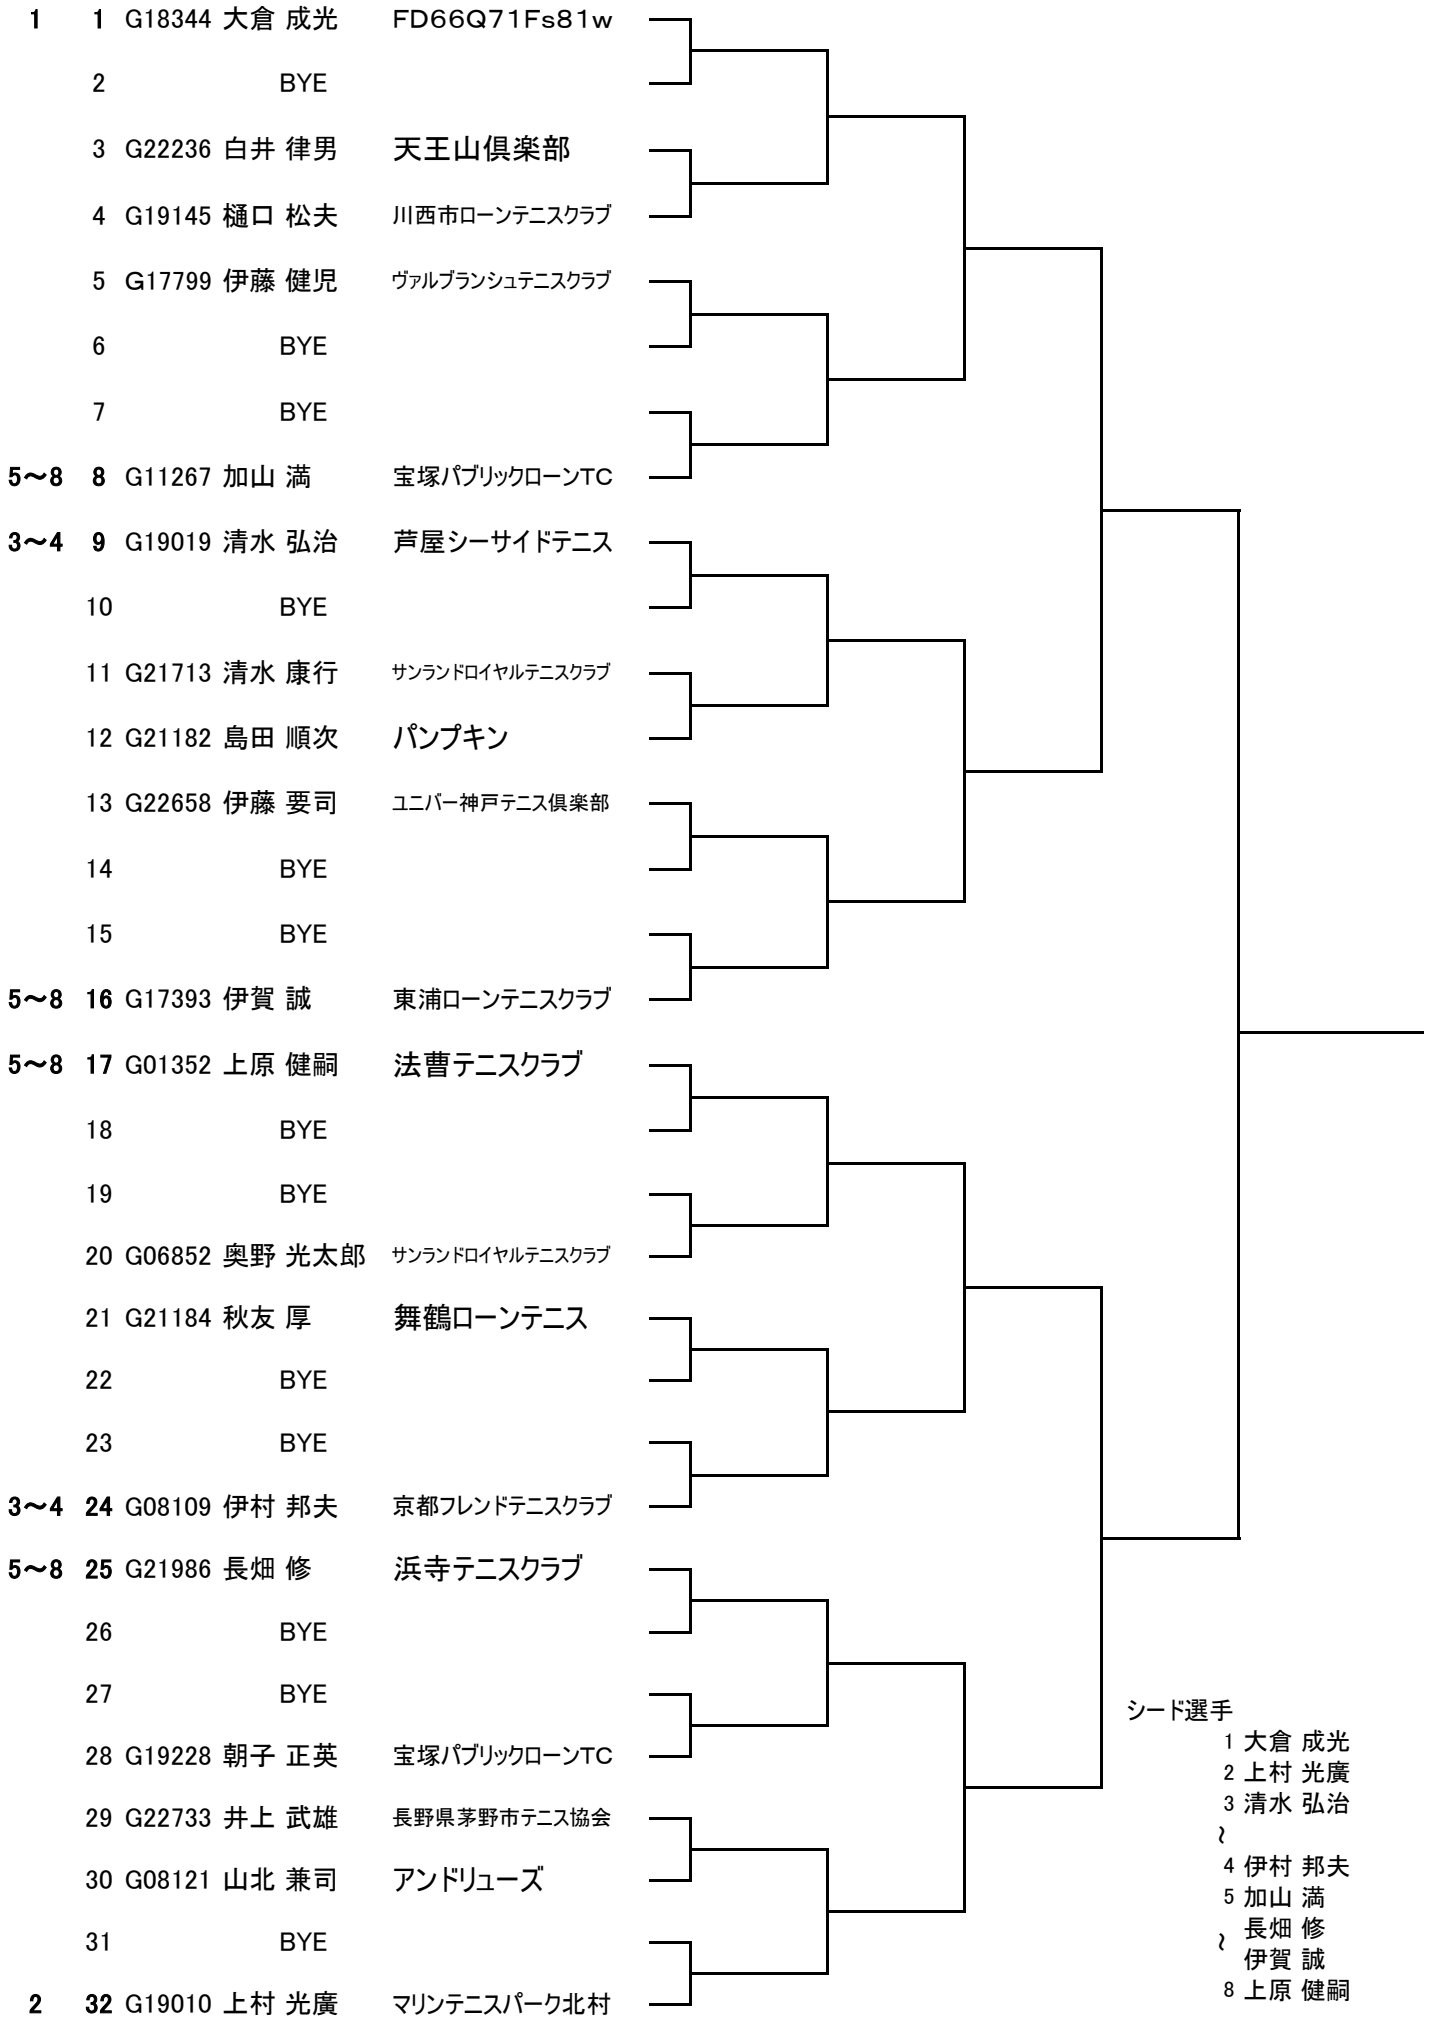 1 1 G18344 大倉 成光 FD66Q71Fs81w
2 BYE
3 G22236 白井 律男 天王山倶楽部
4 G19145 樋口 松夫 川西市ローンテニスクラブ
5 G17799 伊藤 健児 ヴァルブランシュテニスクラブ
6 BYE
7 BYE
5～8 8 G11267 加山 満 宝塚パブリックローンTC
3～4 9 G19019 清水 弘治 芦屋シーサイドテニス
10 BYE
11 G21713 清水 康行 サンランドロイヤルテニスクラブ
12 G21182 島田 順次 パンプキン
13 G22658 伊藤 要司 ユニバー神戸テニス倶楽部
14 BYE
15 BYE
5～8 16 G17393 伊賀 誠 東浦ローンテニスクラブ
5～8 17 G01352 上原 健嗣 法曹テニスクラブ
18 BYE
19 BYE
20 G06852 奥野 光太郎 サンランドロイヤルテニスクラブ
21 G21184 秋友 厚 舞鶴ローンテニス
22 BYE
23 BYE
3～4 24 G08109 伊村 邦夫 京都フレンドテニスクラブ
5～8 25 G21986 長畑 修 浜寺テニスクラブ
26 BYE
27 BYE
28 G19228 朝子 正英 宝塚パブリックローンTC
29 G22733 井上 武雄 長野県茅野市テニス協会
30 G08121 山北 兼司 アンドリューズ
31 BYE
2 32 G19010 上村 光廣 マリンテニスパーク北村
シード選手
1 大倉 成光
2 上村 光廣
3 清水 弘治
～
4 伊村 邦夫
5 加山 満
長畑 修
～
伊賀 誠
8 上原 健嗣